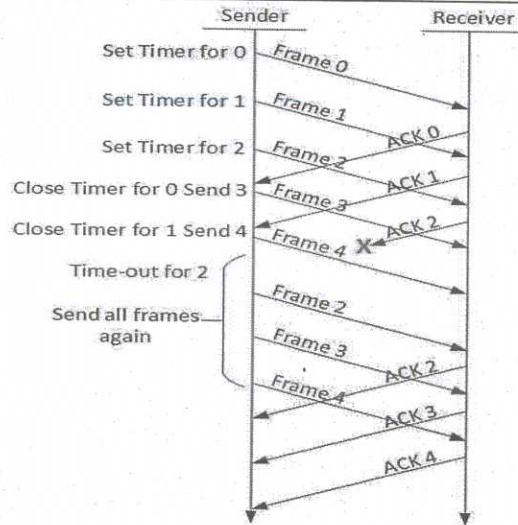 Sender
Receiver
Set Timer for 0
Frame 0
Set Timer for 1
Frame 1
ACK 0
Set Timer for 2
Frame 2
ACK 1
Close Timer for 0 Send 3
Frame 3
ACK 2
Close Timer for 1 Send 4
X
Frame 4
Time-out for 2
Frame 2
Send all frames
again
Frame 3
ACK 2
Frame 4
ACK 3
ACK 4